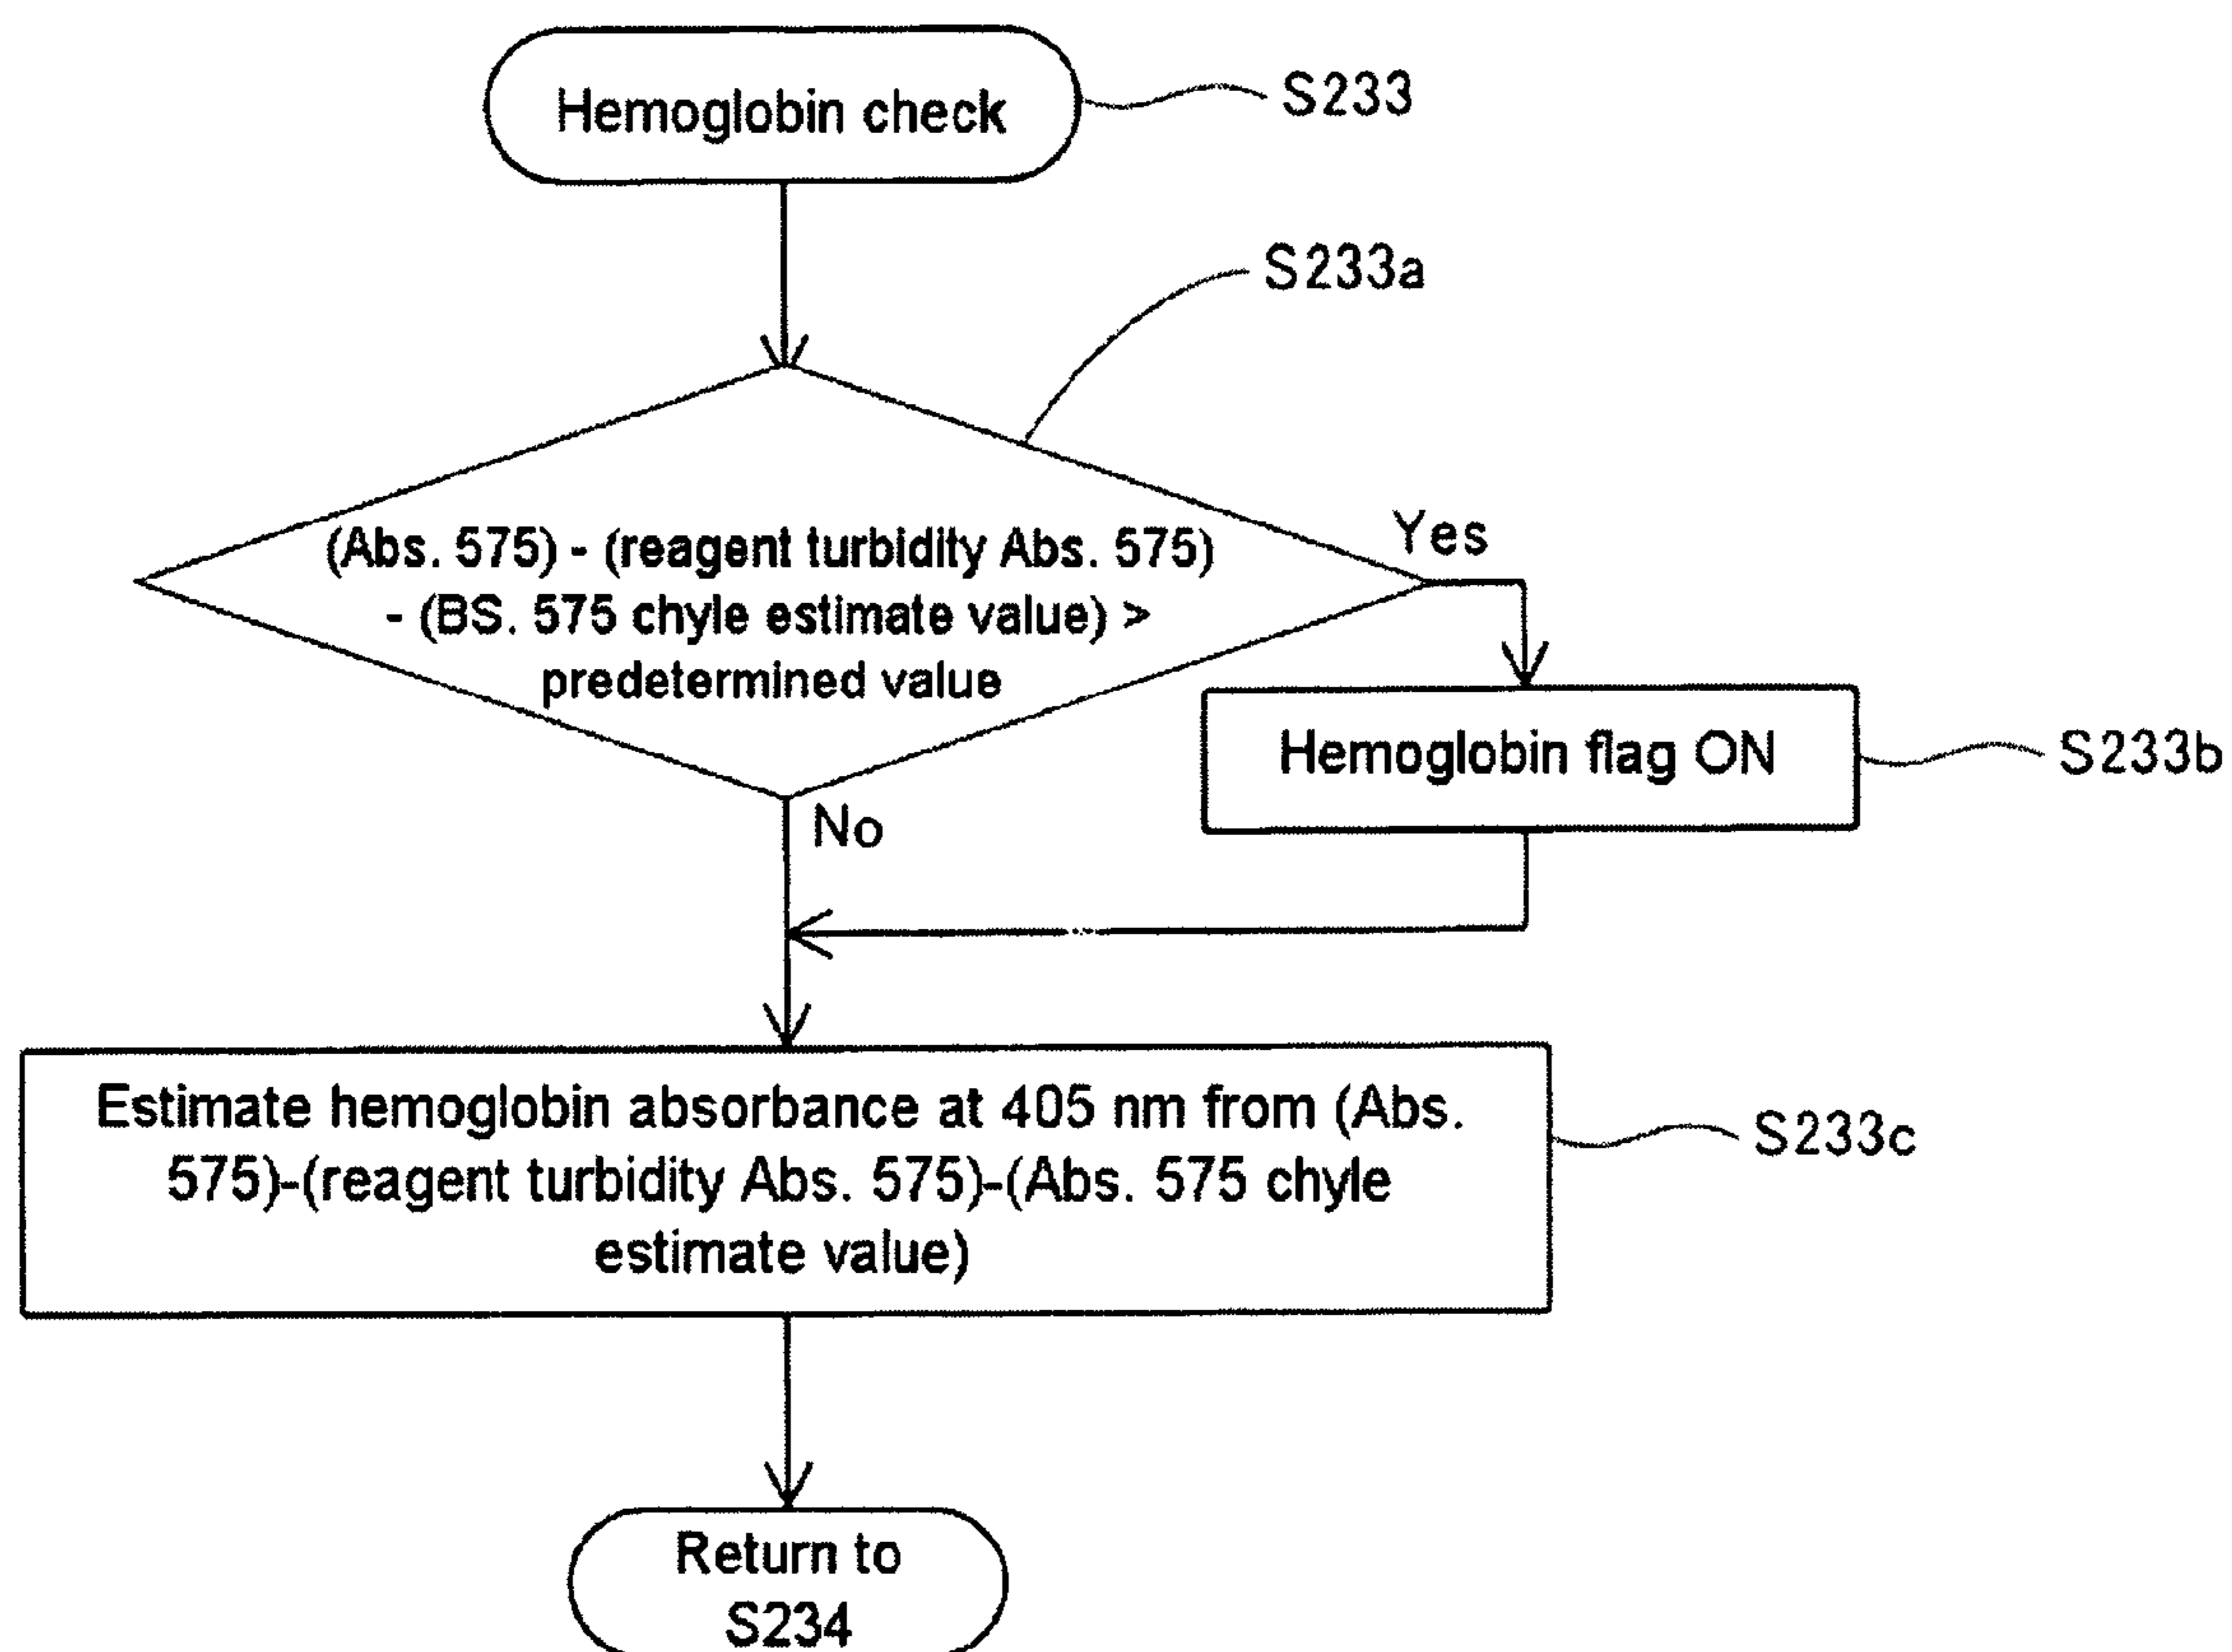 Hemoglobin check
S233
S233a
(Abs. 575) - (reagent turbidity Abs. 575)
- (BS. 575 chyle estimate value) >
predetermined value
Yes
Hemoglobin flag ON
S233b
No
Estimate hemoglobin absorbance at 405 nm from (Abs.
575)-(reagent turbidity Abs. 575)-(Abs. 575 chyle
estimate value)
S233c
Return to
S234